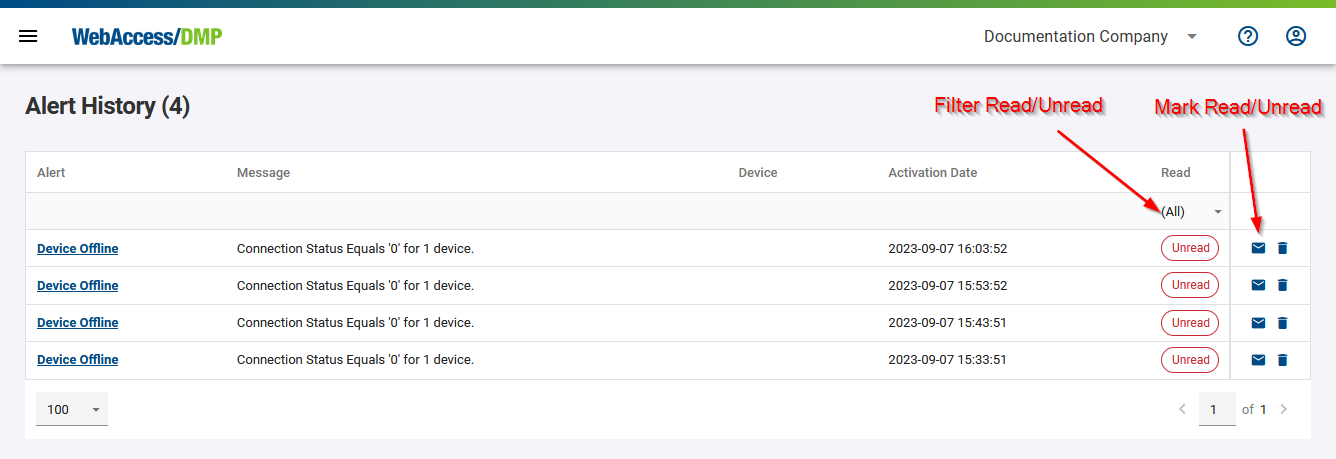 WebAccess/DMP
Documentation Company
Alert History (4)
Filter Read/Unread
Mark Read/Unread
Alert Message Device Activation Date Read
(All)
Device Offline Connection Status Equals '0' for 1 device. 2023-09-07 16:03:52 Unread
Device Offline Connection Status Equals '0' for 1 device. 2023-09-07 15:53:52 Unread
Device Offline Connection Status Equals '0' for 1 device. 2023-09-07 15:43:51 Unread
Device Offline Connection Status Equals '0' for 1 device. 2023-09-07 15:33:51 Unread
100 1 of 1